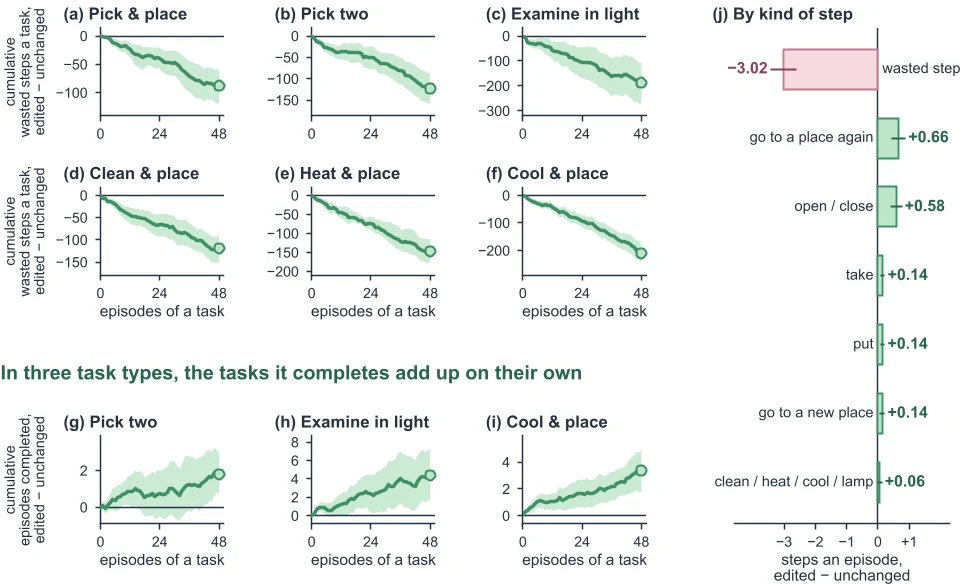 (a) Pick & place
(b) Pick two
(c) Examine in light
(j) By kind of step
cumulative
wasted steps a task,
edited − unchanged
0
−50
−100
0 24 48
0
−50
−100
−150
0 24 48
0
−100
−200
−300
0 24 48
(d) Clean & place
(e) Heat & place
(f) Cool & place
cumulative
wasted steps a task,
edited − unchanged
0
−50
−100
−150
0 24 48
episodes of a task
0
−50
−100
−150
−200
0 24 48
episodes of a task
0
−100
−200
0 24 48
episodes of a task
In three task types, the tasks it completes add up on their own
(g) Pick two
(h) Examine in light
(i) Cool & place
cumulative
episodes completed,
edited − unchanged
2
0
0 24 48
episodes of a task
8
6
4
2
0
0 24 48
episodes of a task
4
2
0
0 24 48
episodes of a task
−3.02 wasted step
go to a place again +0.66
open / close +0.58
take +0.14
put +0.14
go to a new place +0.14
clean / heat / cool / lamp +0.06
−3 −2 −1 0 +1
steps an episode,
edited − unchanged